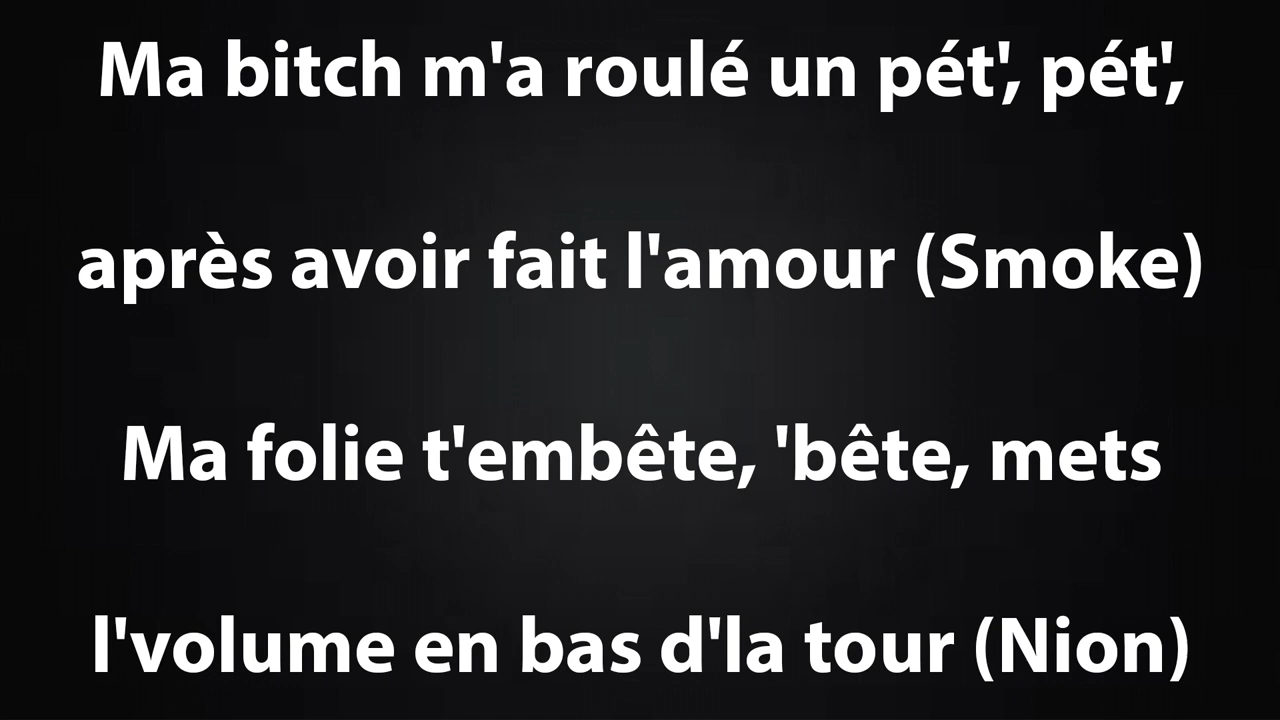 Ma bitch m'a roulé un pét', pét',
après avoir fait l'amour (Smoke)
Ma folie t'embête, 'bête, mets
l'volume en bas d'la tour (Nion)